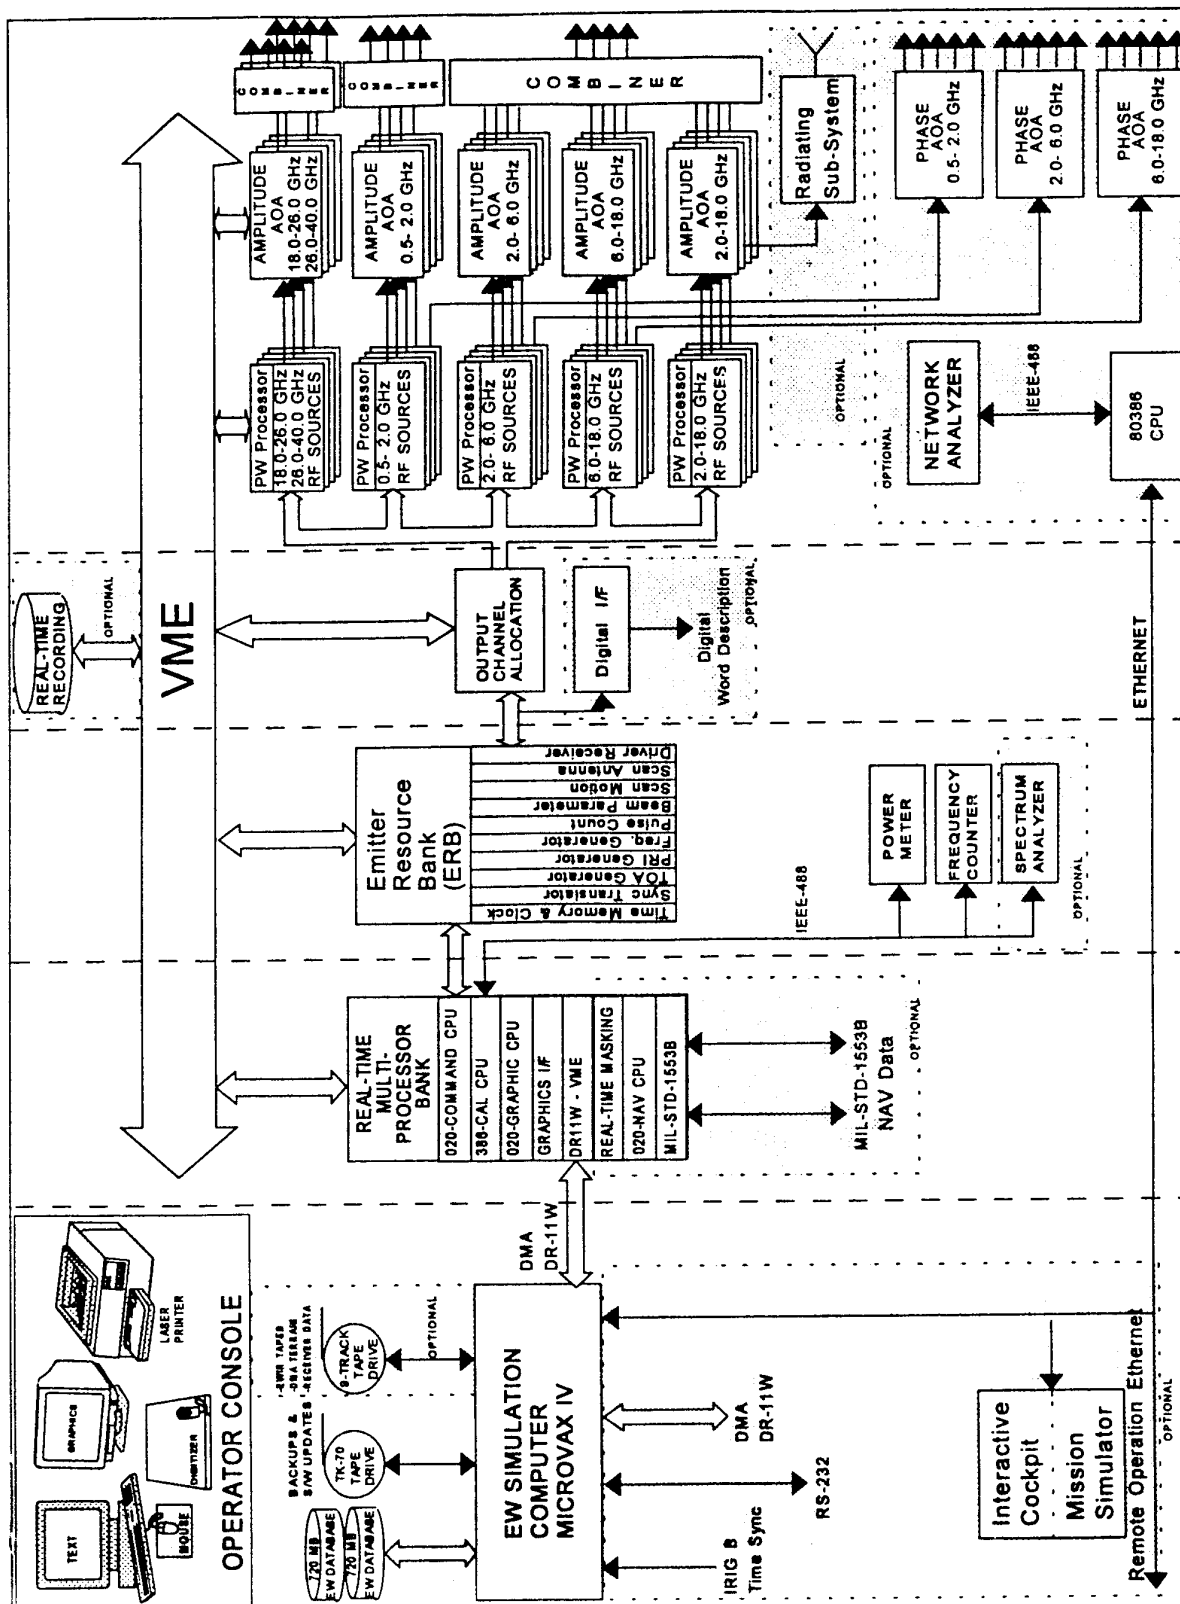 TEXT
MOUSE
GRAPHICS
DIGITIZER
LASER
PRINTER
OPERATOR CONSOLE
720 MB
EW DATABASE
720 MB
EW DATABASE
BACKUPS &
S/W UPDATES
TK-70
TAPE
DRIVE
-EWIR TAPES
-DMA TERRAIN
-RECEIVER DATA
9-TRACK
TAPE
DRIVE
OPTIONAL
EW SIMULATION
COMPUTER
MICROVAX IV
IRIG B
Time Sync
RS-232
DMA
DR-11W
DMA
DR-11W
Interactive
Cockpit
Mission
Simulator
Remote Operation Ethernet
OPTIONAL
VME
REAL-TIME
MULTI-
PROCESSOR
BANK
020-COMMAND CPU
386-CAL CPU
020-GRAPHIC CPU
GRAPHICS I/F
DR11W - VME
REAL-TIME MASKING
020-NAV CPU
MIL-STD-1553B
MIL-STD-1553B
NAV Data
OPTIONAL
Emitter
Resource
Bank
(ERB)
Time Memory & Clock
Sync Translator
TOA Generator
PRI Generator
Freq. Generator
Pulse Count
Beam Parameter
Scan Motion
Scan Antenna
Driver Receiver
IEEE-488
POWER
METER
FREQUENCY
COUNTER
SPECTRUM
ANALYZER
OPTIONAL
REAL-TIME
RECORDING
OPTIONAL
OUTPUT
CHANNEL
ALLOCATION
Digital I/F
Digital
Word Description
OPTIONAL
ETHERNET
PW Processor
18.0-26.0 GHz
26.0-40.0 GHz
RF SOURCES
PW Processor
0.5- 2.0 GHz
RF SOURCES
PW Processor
2.0- 6.0 GHz
RF SOURCES
PW Processor
6.0-18.0 GHz
RF SOURCES
PW Processor
2.0-18.0 GHz
RF SOURCES
AMPLITUDE
AOA
18.0-26.0 GHz
26.0-40.0 GHz
AMPLITUDE
AOA
0.5- 2.0 GHz
AMPLITUDE
AOA
2.0- 6.0 GHz
AMPLITUDE
AOA
6.0-18.0 GHz
AMPLITUDE
AOA
2.0-18.0 GHz
COMBINER
COMBINER
COMBINER
Radiating
Sub-System
OPTIONAL
PHASE
AOA
0.5- 2.0 GHz
PHASE
AOA
2.0- 6.0 GHz
PHASE
AOA
6.0-18.0 GHz
OPTIONAL
NETWORK
ANALYZER
IEEE-488
80386
CPU